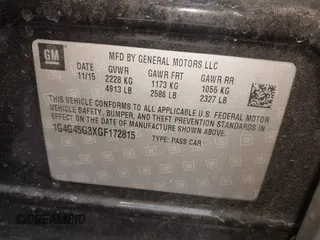 GM
MFD BY GENERAL MOTORS LLC
DATE GVWR GAWR FRT GAWR RR
11/15 2228 KG 1173 KG 1055 KG
4913 LB 2586 LB 2327 LB
THIS VEHICLE CONFORMS TO ALL APPLICABLE U.S. FEDERAL
MOTOR VEHICLE SAFETY, BUMPER, AND THEFT PREVENTION STANDARDS
IN EFFECT ON THE DATE OF MANUFACTURE SHOWN ABOVE.
1G4G45G3XGF172815 TYPE: PASS CAR